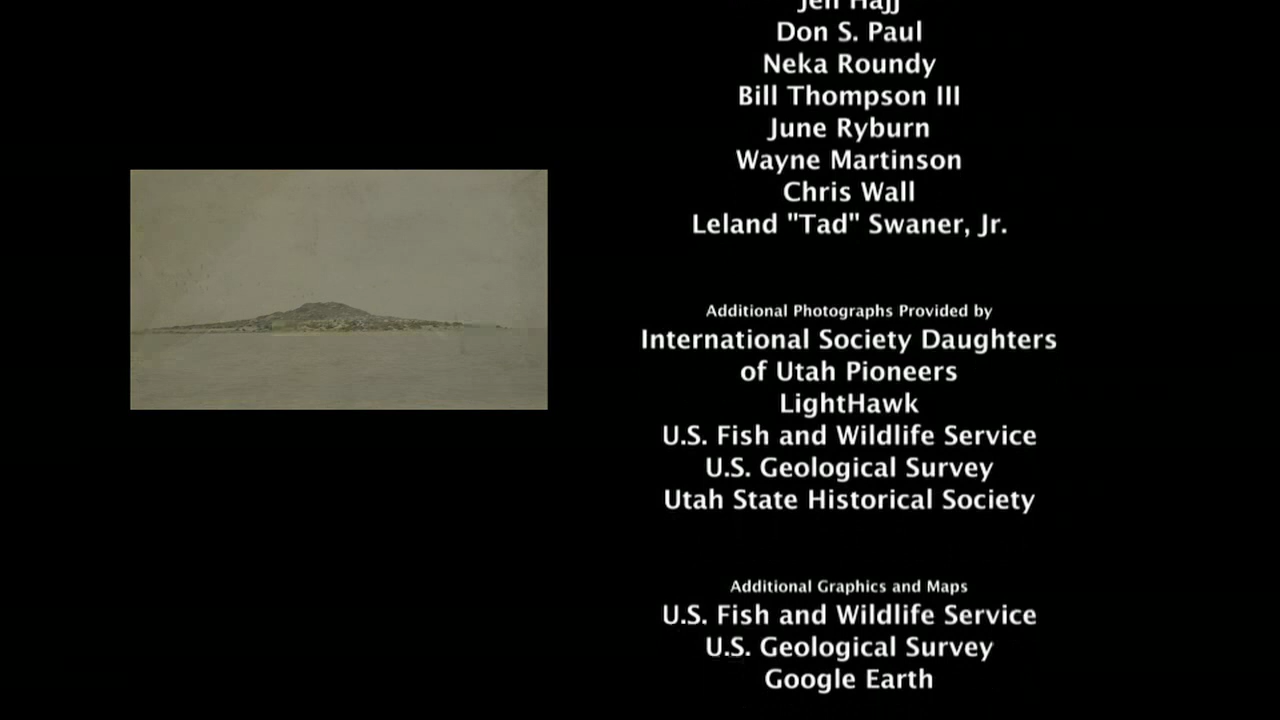 Jen Hajj
Don S. Paul
Neka Roundy
Bill Thompson III
June Ryburn
Wayne Martinson
Chris Wall
Leland "Tad" Swaner, Jr.
Additional Photographs Provided by
International Society Daughters
of Utah Pioneers
LightHawk
U.S. Fish and Wildlife Service
U.S. Geological Survey
Utah State Historical Society
Additional Graphics and Maps
U.S. Fish and Wildlife Service
U.S. Geological Survey
Google Earth